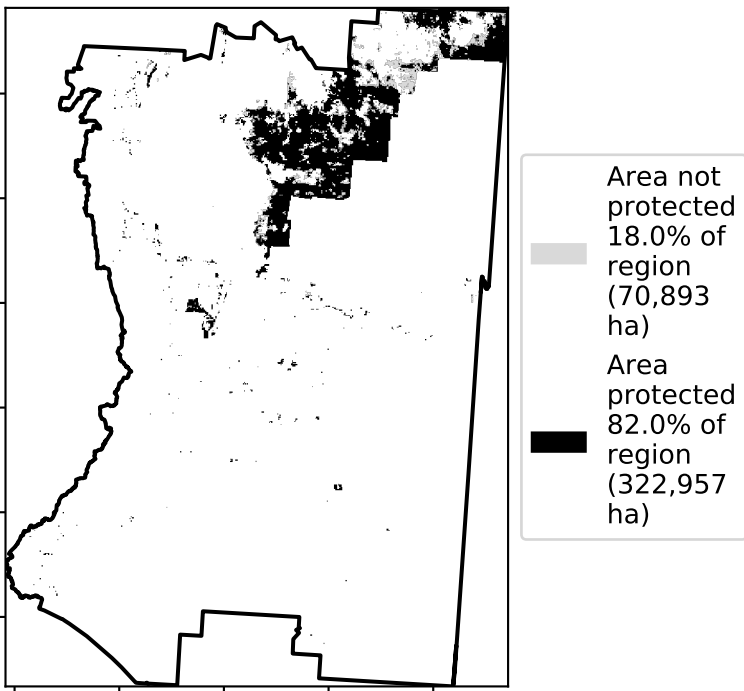 Area not
protected
18.0% of
region
(70,893
ha)
Area
protected
82.0% of
region
(322,957
ha)